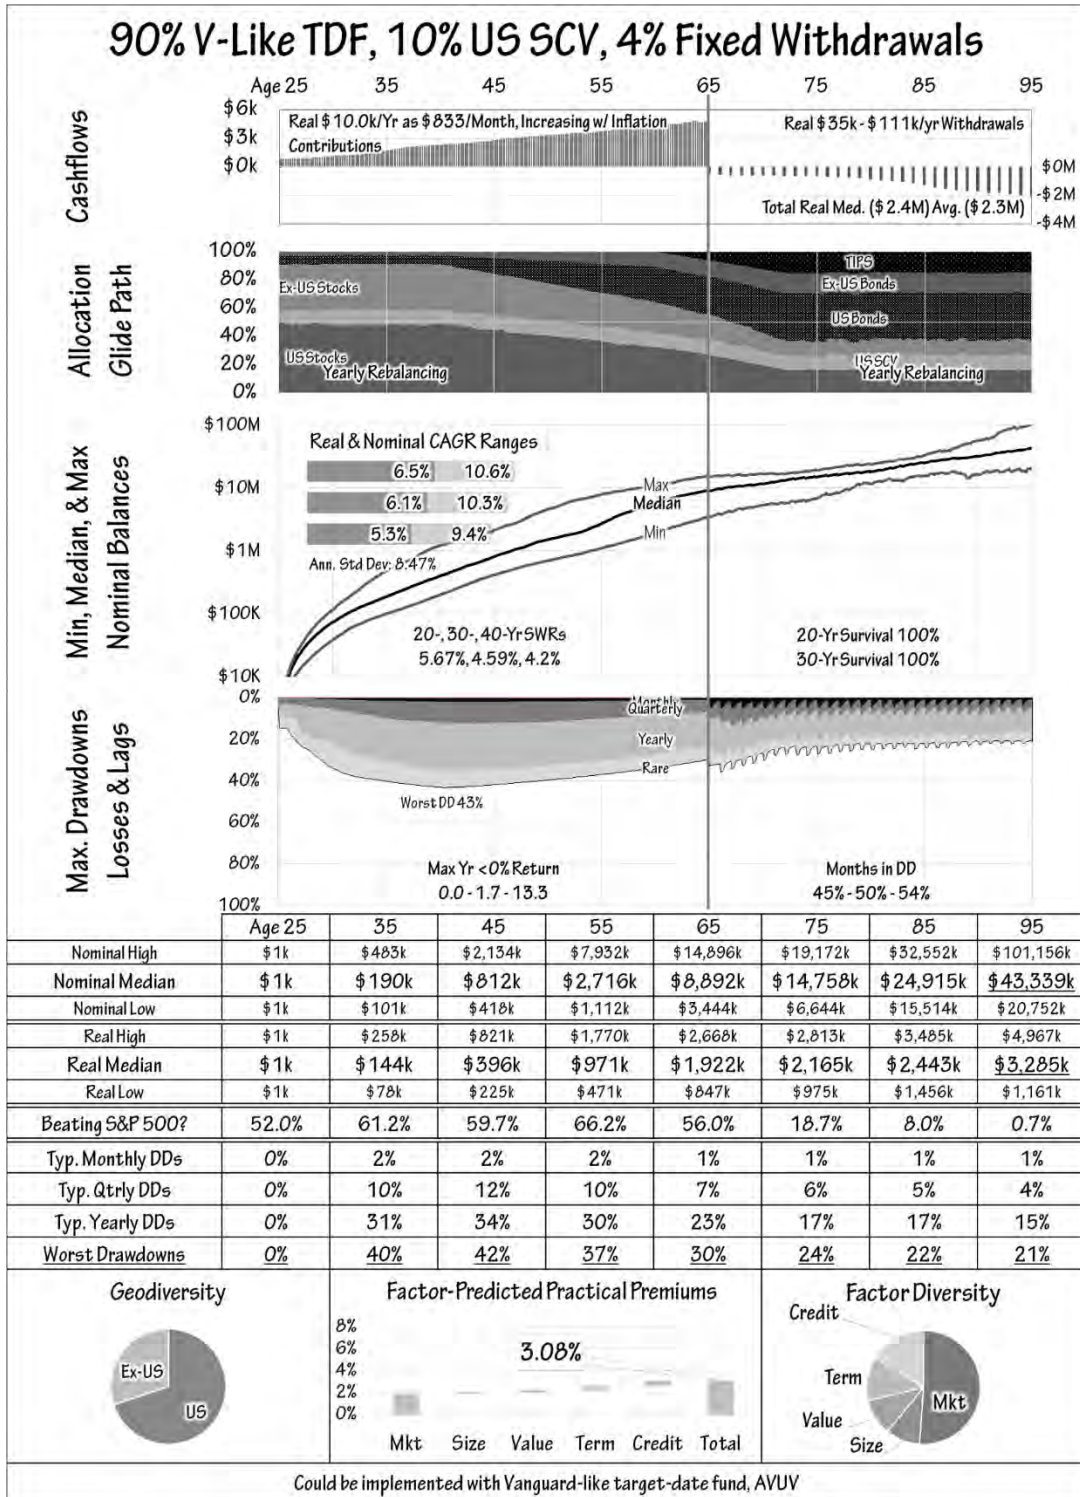 90% V-Like TDF, 10% US SCV, 4% Fixed Withdrawals
Age 25 35 45 55 65 75 85 95
Cashflows
$6k
$3k
$0k
Real $10.0k/Yr as $833/Month, Increasing w/ Inflation
Contributions
Real $35k - $111k/yr Withdrawals
Total Real Med. ($2.4M) Avg. ($2.3M)
$0M
-$2M
-$4M
Allocation
Glide Path
100%
80%
60%
40%
20%
0%
TIPS
Ex-US Stocks
Ex-US Bonds
US Bonds
US Stocks
US SCV
Yearly Rebalancing
Yearly Rebalancing
Min, Median, & Max
Nominal Balances
$100M
$10M
$1M
$100K
$10K
Real & Nominal CAGR Ranges
6.5% 10.6%
6.1% 10.3%
5.3% 9.4%
Ann. Std Dev: 8.47%
Max
Median
Min
20-, 30-, 40-Yr SWRs
5.67%, 4.59%, 4.2%
20-Yr Survival 100%
30-Yr Survival 100%
Max. Drawdowns
Losses & Lags
0%
20%
40%
60%
80%
100%
Monthly
Quarterly
Yearly
Rare
Worst DD 43%
Max Yr <0% Return
0.0 - 1.7 - 13.3
Months in DD
45% - 50% - 54%
Age 25 35 45 55 65 75 85 95
Nominal High $1k $483k $2,134k $7,932k $14,896k $19,172k $32,552k $101,156k
Nominal Median $1k $190k $812k $2,716k $8,892k $14,758k $24,915k $43,339k
Nominal Low $1k $101k $418k $1,112k $3,444k $6,644k $15,514k $20,752k
Real High $1k $258k $821k $1,770k $2,668k $2,813k $3,485k $4,967k
Real Median $1k $144k $396k $971k $1,922k $2,165k $2,443k $3,285k
Real Low $1k $78k $225k $471k $847k $975k $1,456k $1,161k
Beating S&P 500? 52.0% 61.2% 59.7% 66.2% 56.0% 18.7% 8.0% 0.7%
Typ. Monthly DDs 0% 2% 2% 2% 1% 1% 1% 1%
Typ. Qtrly DDs 0% 10% 12% 10% 7% 6% 5% 4%
Typ. Yearly DDs 0% 31% 34% 30% 23% 17% 17% 15%
Worst Drawdowns 0% 40% 42% 37% 30% 24% 22% 21%
Geodiversity
Ex-US
US
Factor-Predicted Practical Premiums
8%
6%
4%
2%
0%
3.08%
Mkt Size Value Term Credit Total
Factor Diversity
Credit
Term
Value
Size
Mkt
Could be implemented with Vanguard-like target-date fund, AVUV